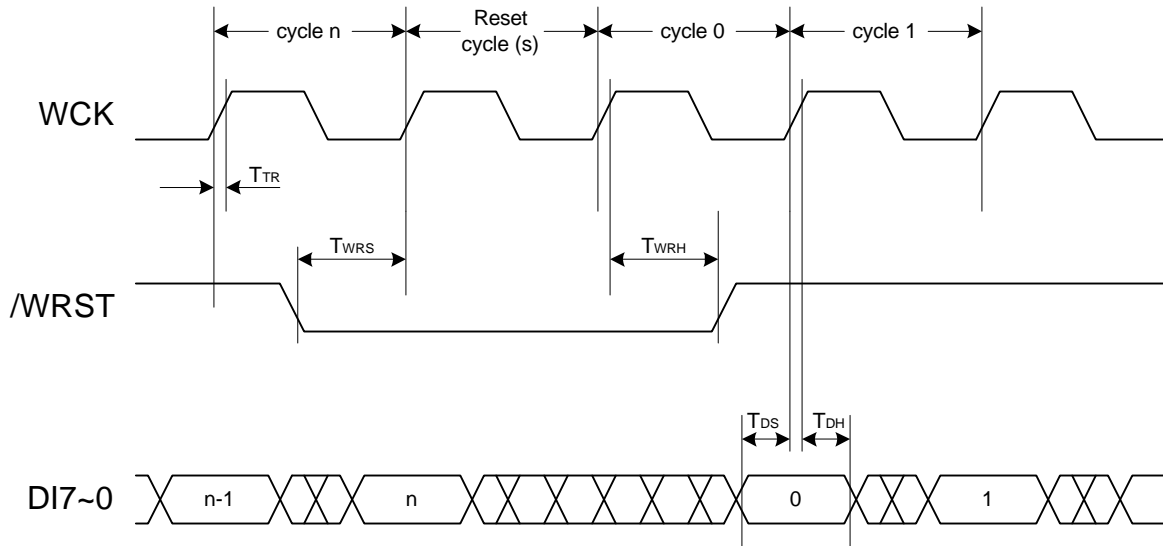 cycle n
Reset
cycle (s)
cycle 0
cycle 1
WCK
TTR
TWRS
TWRH
/WRST
TDS
TDH
DI7~0
n-1
n
0
1